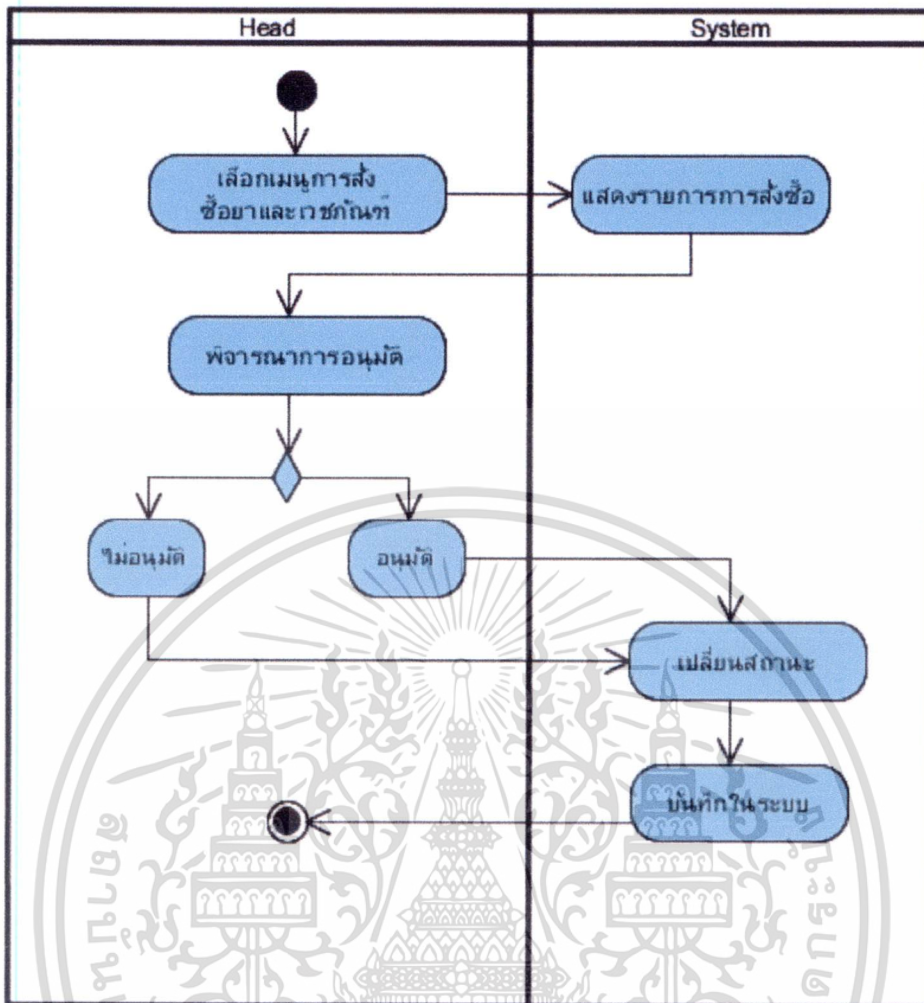 Head
System
เลือกเมนูการสั่ง
ซื้อยาและเวชภัณฑ์
แสดงรายการการสั่งซื้อ
พิจารณาการอนุมัติ
ไม่อนุมัติ
อนุมัติ
เปลี่ยนสถานะ
บันทึกในระบบ